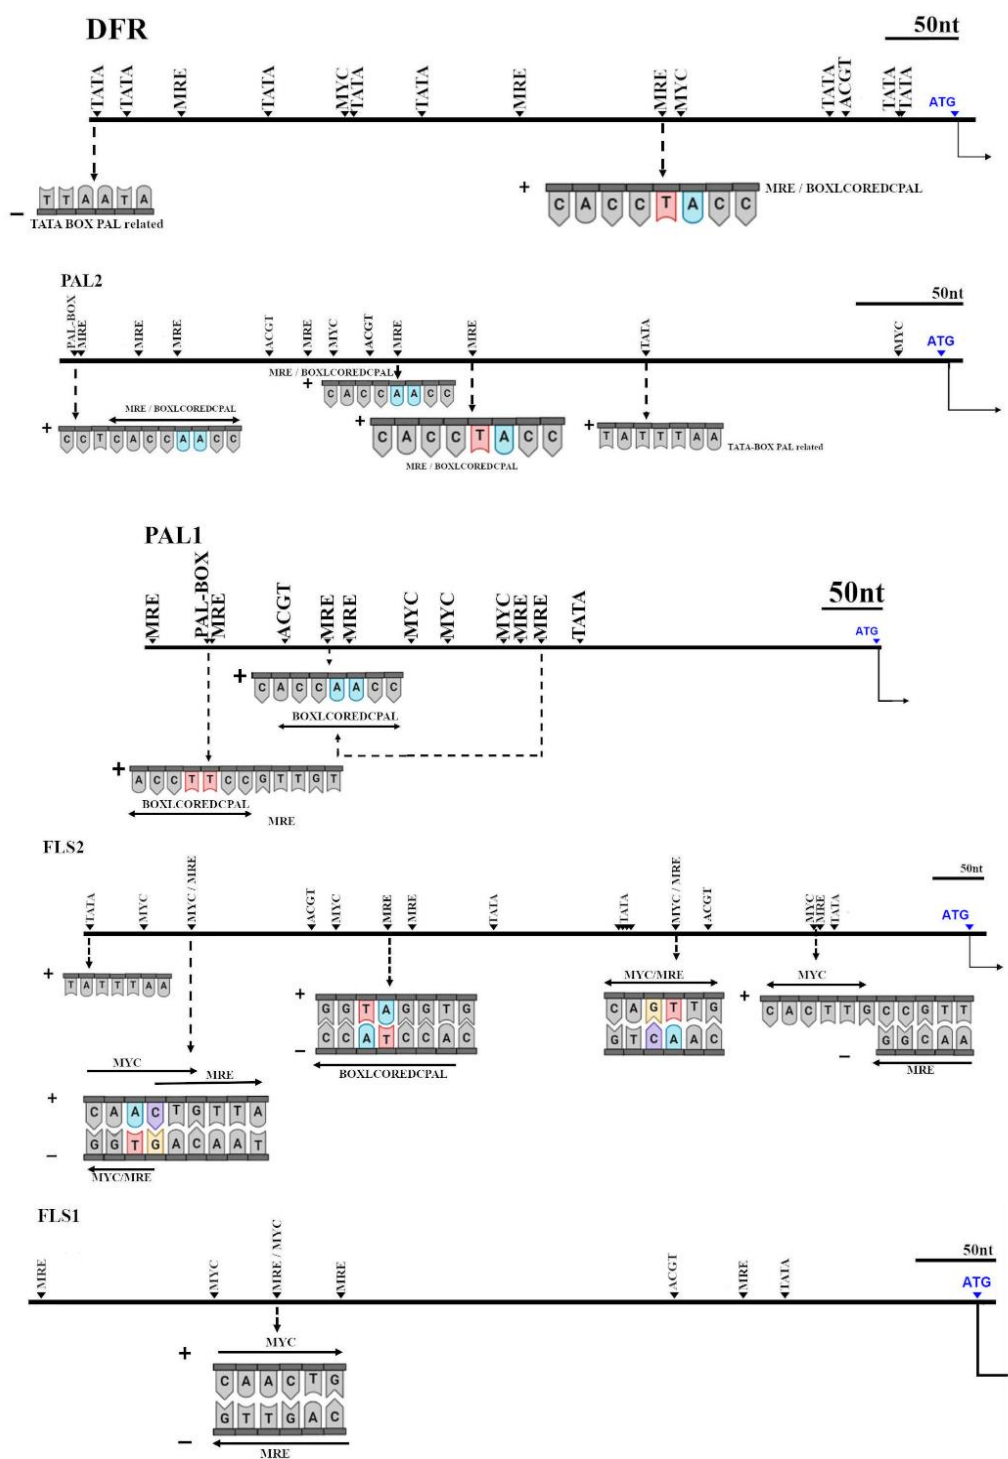 DFR
50nt
TATA TATA MRE TATA MYC TATA TATA MRE MRE MYC TATA ACGT TATA TATA
ATG
T T A A T A
−
TATA BOX PAL related
+
C A C C T A C C
MRE / BOXLCOREDCPAL
PAL2
50nt
PAL-BOX MRE MRE MRE ACGT MRE MYC ACGT MRE MRE TATA MYC
ATG
MRE / BOXLCOREDCPAL
+
C A C C A A C C
MRE / BOXLCOREDCPAL
+
C C T C A C C A A C C
+
C A C C T A C C
MRE / BOXLCOREDCPAL
+
T A T T T A A
TATA-BOX PAL related
PAL1
50nt
MRE PAL-BOX MRE ACGT MRE MRE MYC MYC MYC MRE MRE TATA
ATG
+
C A C C A A C C
BOXLCOREDCPAL
+
A C C T T C C G T T G T
BOXLCOREDCPAL
MRE
FLS2
50nt
TATA MYC MYC / MRE ACGT MYC MRE MRE TATA TATA MYC / MRE ACGT MYC MRE TATA
ATG
+
T A T T T A A
MYC
MRE
+
C A A C T G T T A
G G T G A C A A T
−
MYC/MRE
+
G G T A G G T G
C C A T C C A C
−
BOXLCOREDCPAL
MYC/MRE
C A G T T G
G T C A A C
MYC
+
C A C T T G C C G T T
G G C A A
−
MRE
FLS1
50nt
MRE MYC MRE / MYC MRE ACGT MRE TATA
ATG
MYC
+
C A A C T G
G T T G A C
−
MRE